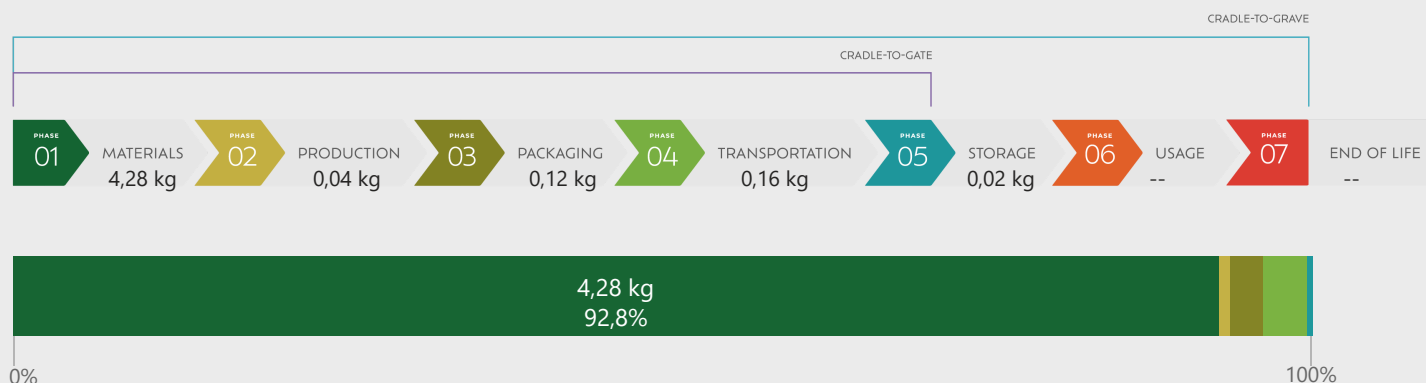 CRADLE-TO-GRAVE
CRADLE-TO-GATE
PHASE
01
MATERIALS
4,28 kg
PHASE
02
PRODUCTION
0,04 kg
PHASE
03
PACKAGING
0,12 kg
PHASE
04
TRANSPORTATION
0,16 kg
PHASE
05
STORAGE
0,02 kg
PHASE
06
USAGE
--
PHASE
07
END OF LIFE
--
4,28 kg
92,8%
0%
100%